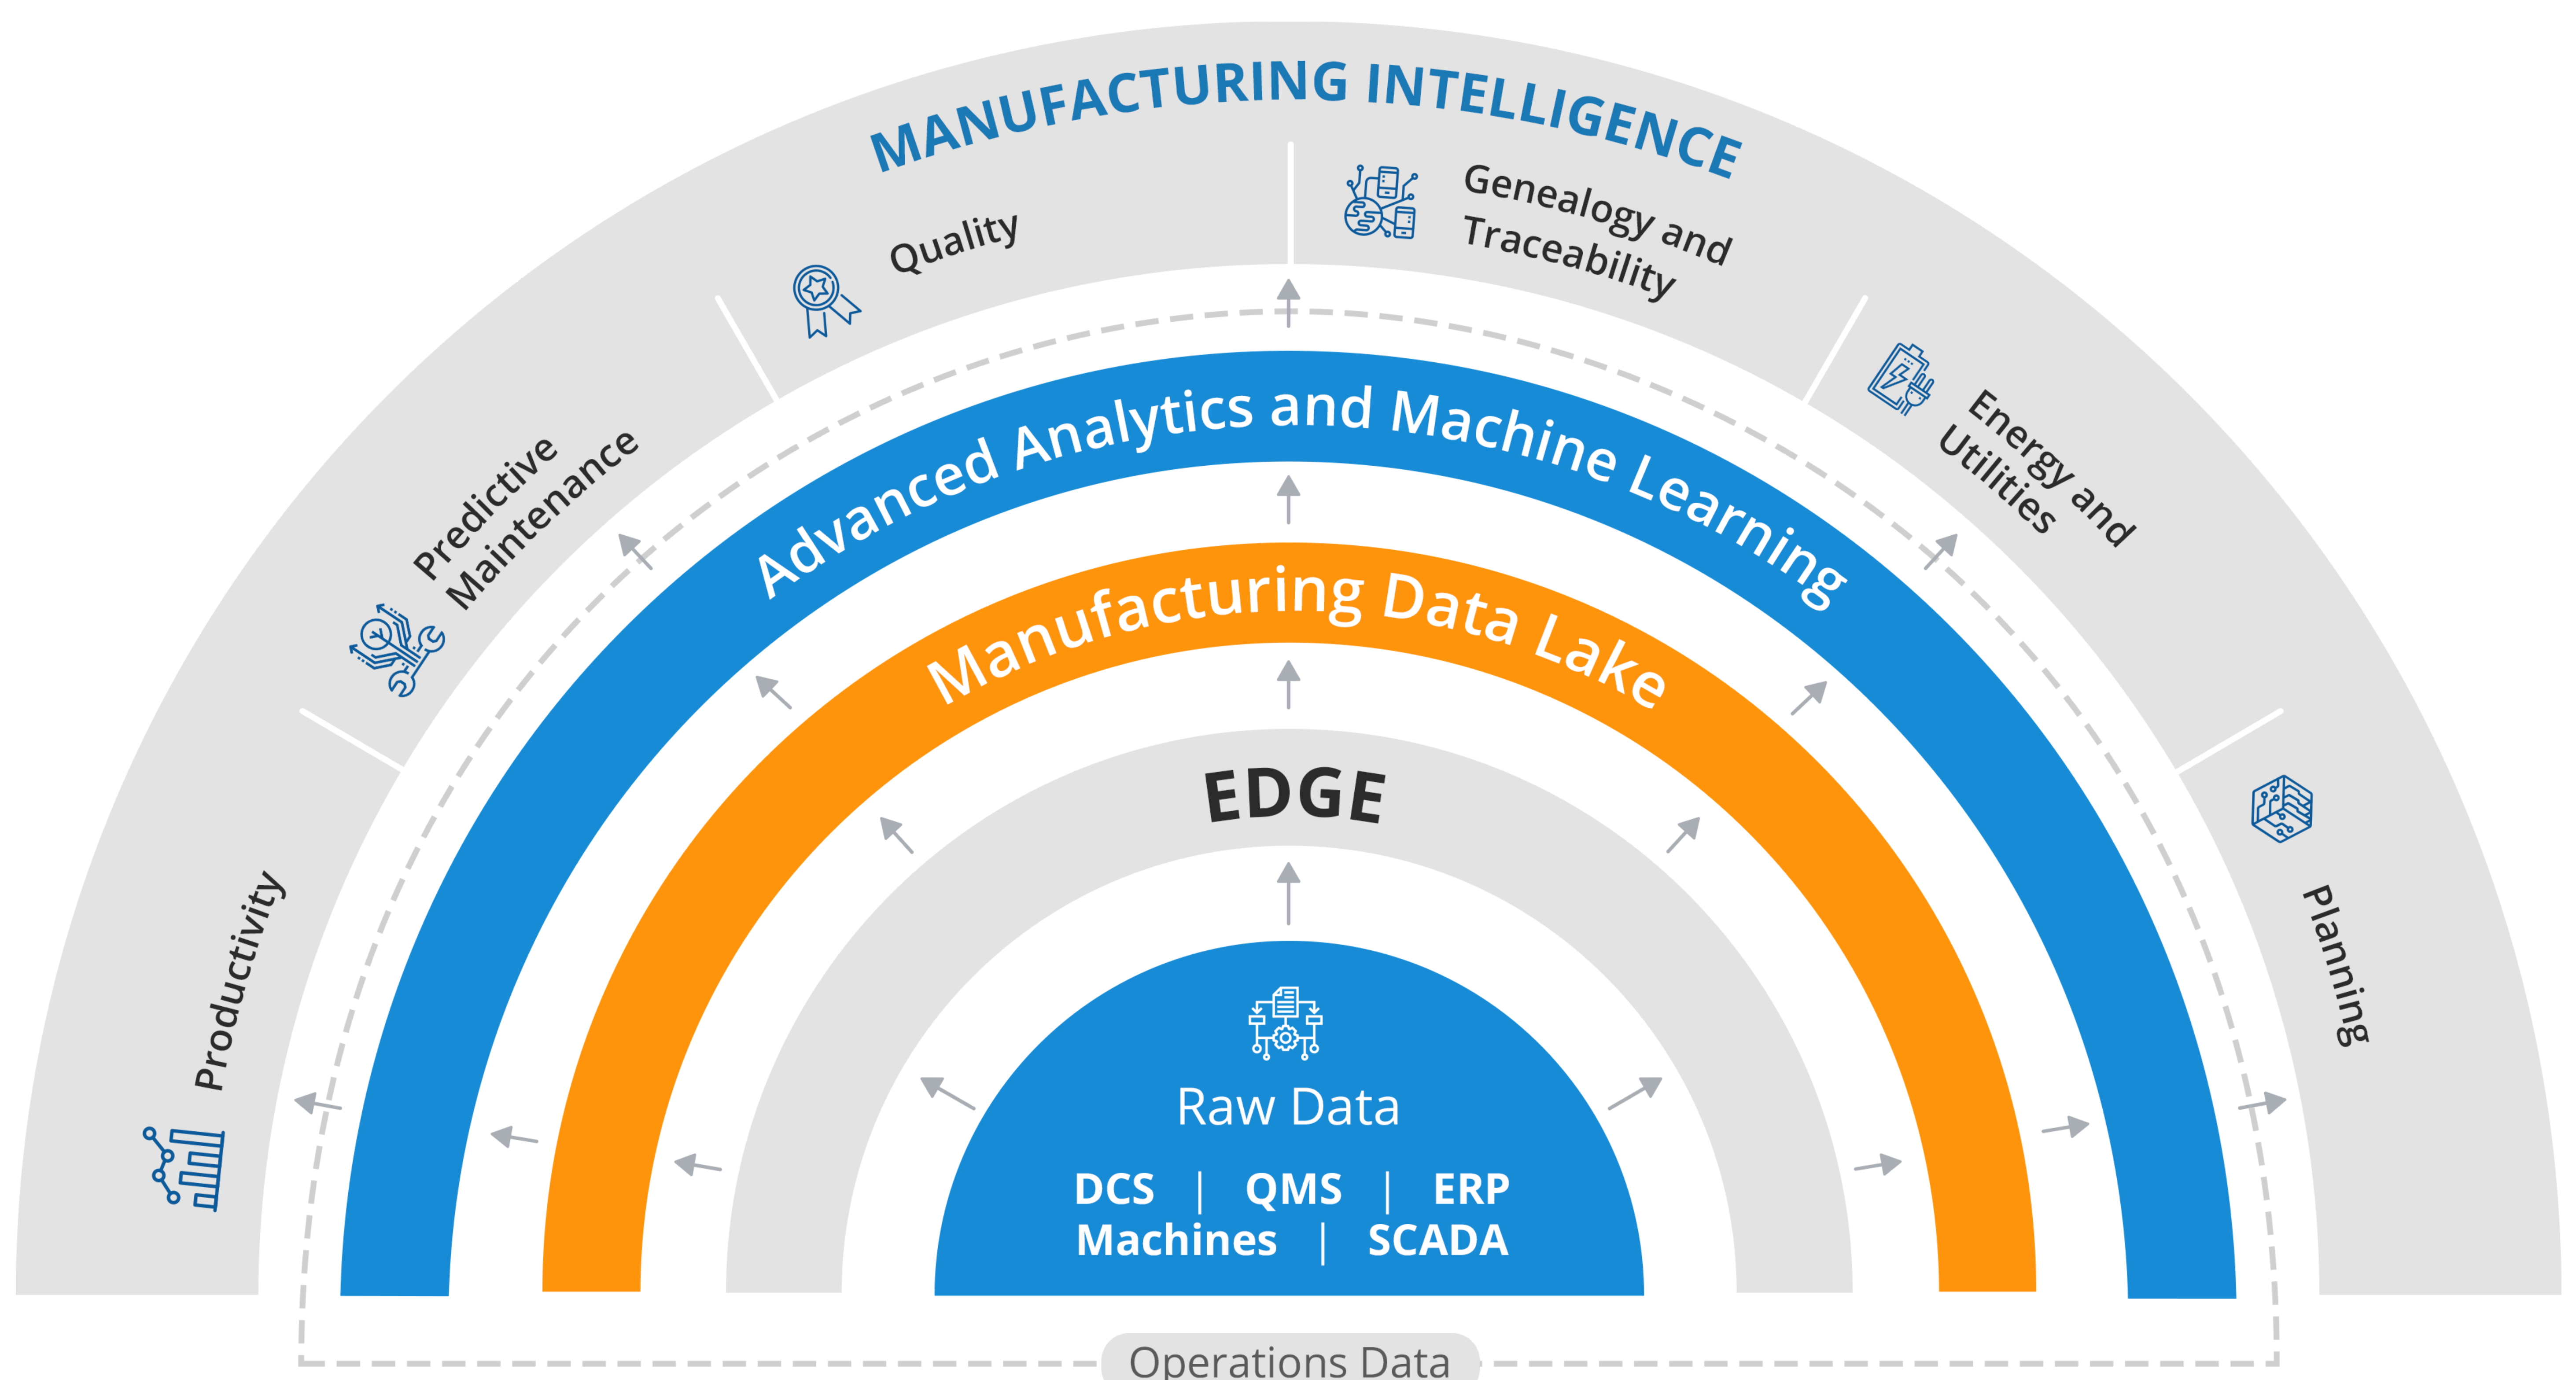 MANUFACTURING INTELLIGENCE
Productivity
Predictive
Maintenance
Quality
Genealogy and
Traceability
Energy and
Utilities
Planning
Advanced Analytics and Machine Learning
Manufacturing Data Lake
EDGE
Raw Data
DCS | QMS | ERP
Machines | SCADA
Operations Data